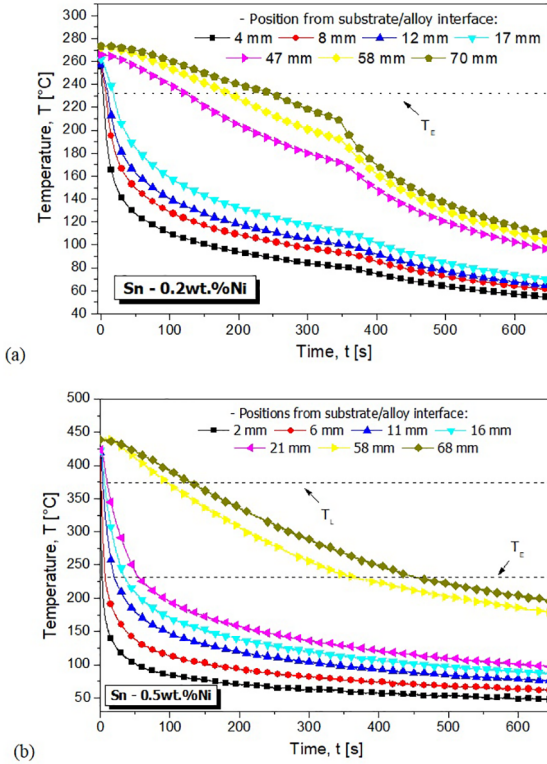 - Position from substrate/alloy interface:
4 mm 8 mm 12 mm 17 mm
47 mm 58 mm 70 mm
300
280
260
240
220
200
180
160
140
120
100
80
60
40
Temperature, T [°C]
T_E
Sn - 0.2wt.%Ni
0 100 200 300 400 500 600
Time, t [s]
(a)
- Positions from substrate/alloy interface:
2 mm 6 mm 11 mm 16 mm
21 mm 58 mm 68 mm
500
450
400
350
300
250
200
150
100
50
Temperature, T [°C]
T_L
T_E
Sn - 0.5wt.%Ni
0 100 200 300 400 500 600
Time, t [s]
(b)